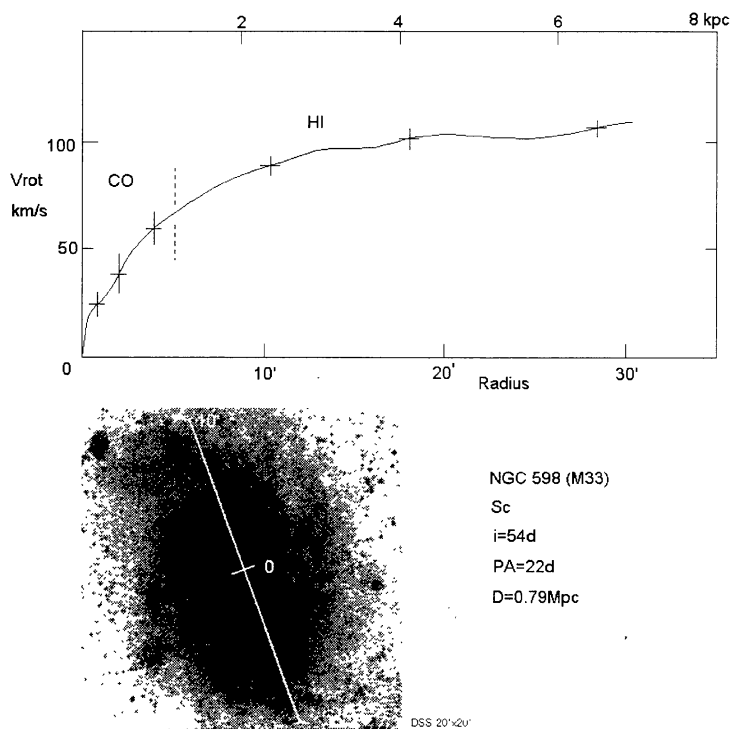 2 4 6 8 kpc
HI
100
Vrot
CO
km/s
50
0
10' 20' 30'
Radius
10'
0
NGC 598 (M33)
Sc
i=54d
PA=22d
D=0.79Mpc
DSS 20'x20'